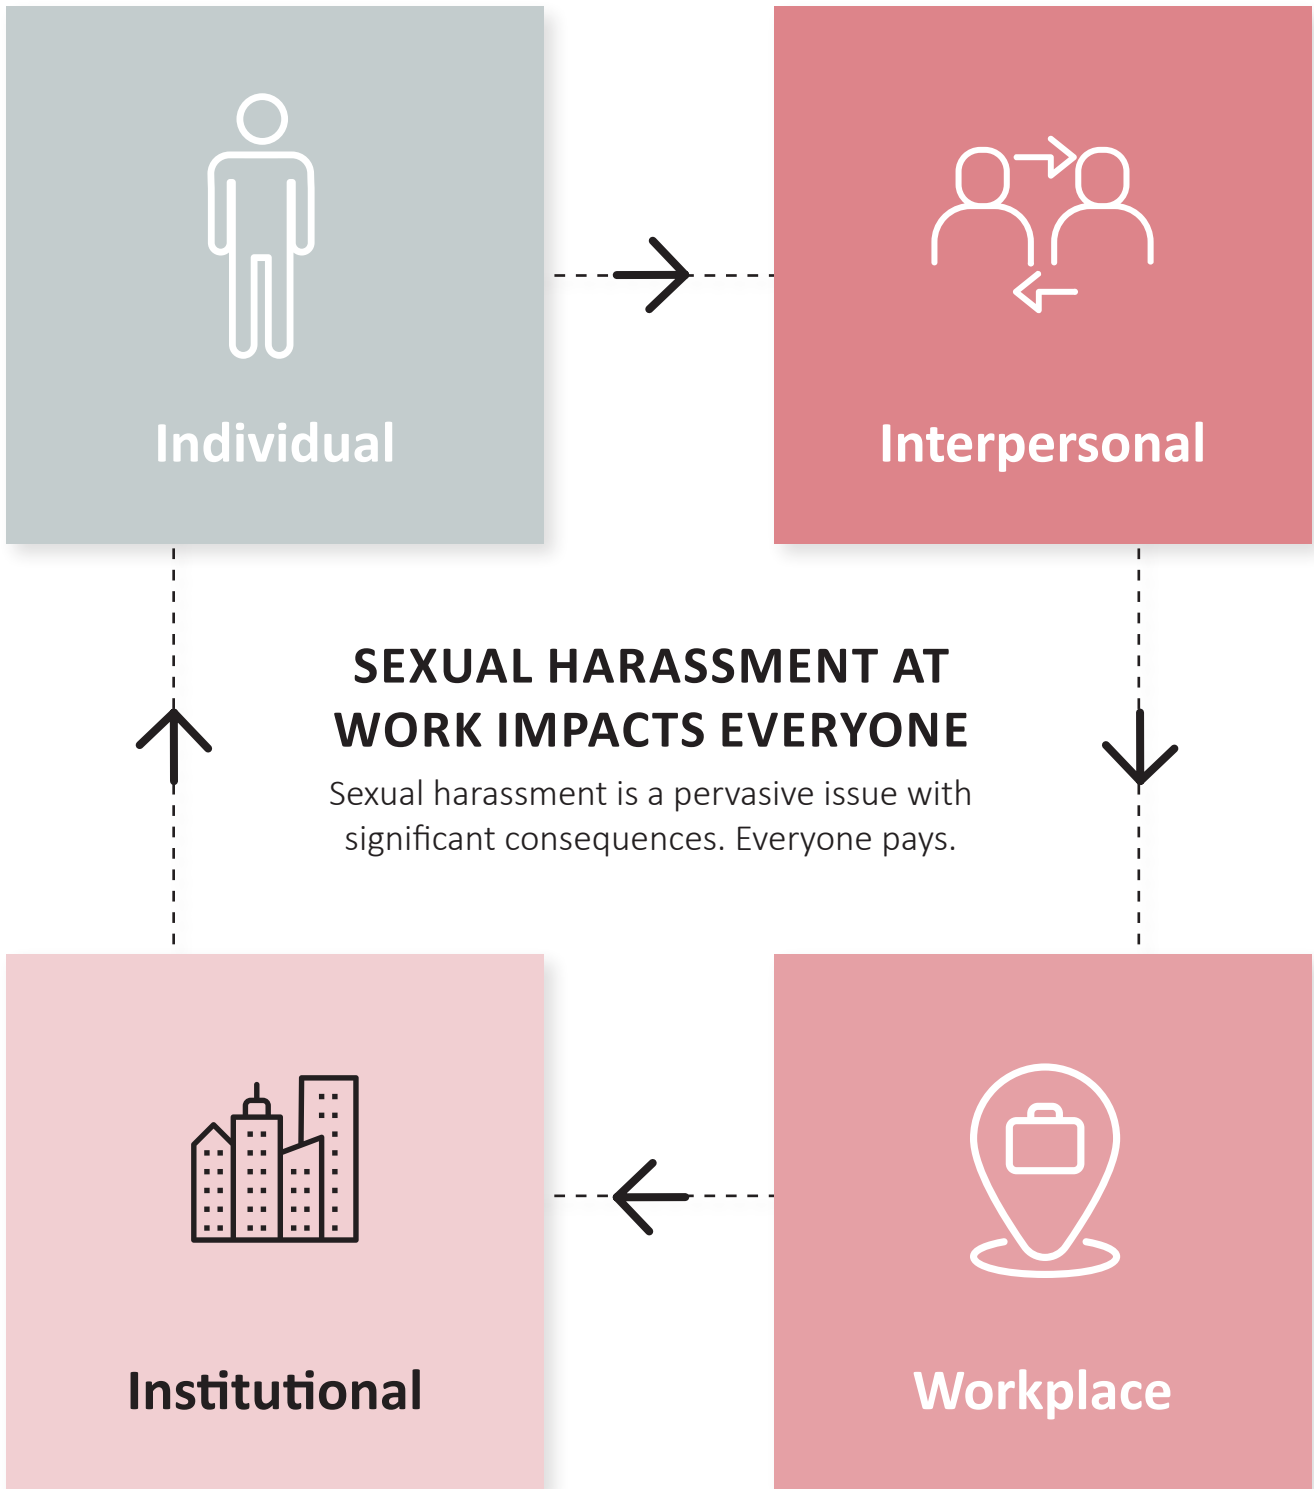 Individual
Interpersonal
SEXUAL HARASSMENT AT
WORK IMPACTS EVERYONE
Sexual harassment is a pervasive issue with
significant consequences. Everyone pays.
Institutional
Workplace